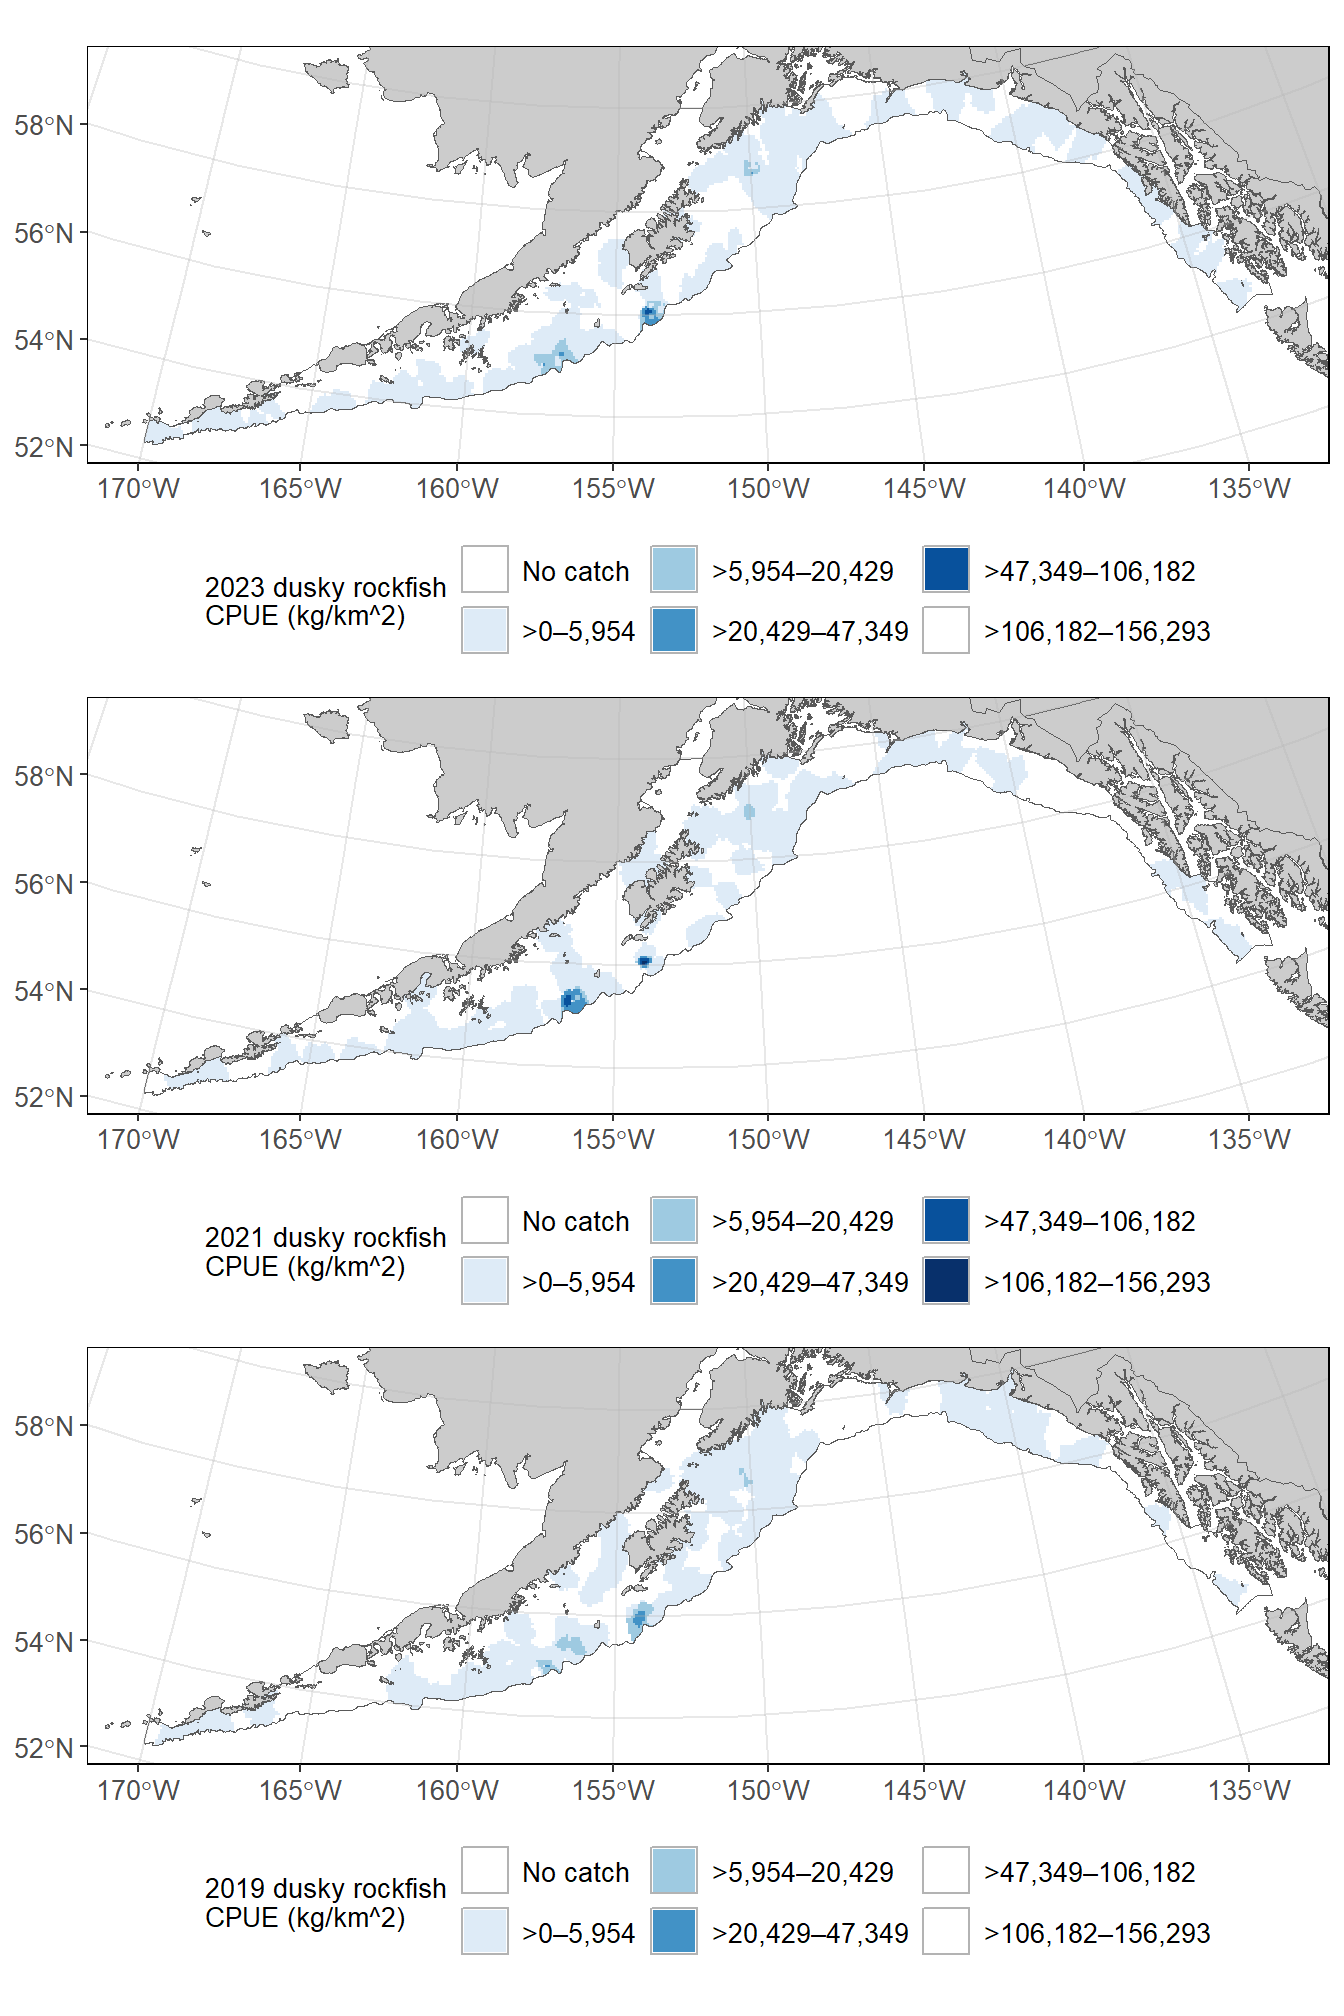 58°N
56°N
54°N
52°N
170°W 165°W 160°W 155°W 150°W 145°W 140°W 135°W
2023 dusky rockfish
CPUE (kg/km^2)
No catch >5,954–20,429 >47,349–106,182
>0–5,954 >20,429–47,349 >106,182–156,293
58°N
56°N
54°N
52°N
170°W 165°W 160°W 155°W 150°W 145°W 140°W 135°W
2021 dusky rockfish
CPUE (kg/km^2)
No catch >5,954–20,429 >47,349–106,182
>0–5,954 >20,429–47,349 >106,182–156,293
58°N
56°N
54°N
52°N
170°W 165°W 160°W 155°W 150°W 145°W 140°W 135°W
2019 dusky rockfish
CPUE (kg/km^2)
No catch >5,954–20,429 >47,349–106,182
>0–5,954 >20,429–47,349 >106,182–156,293